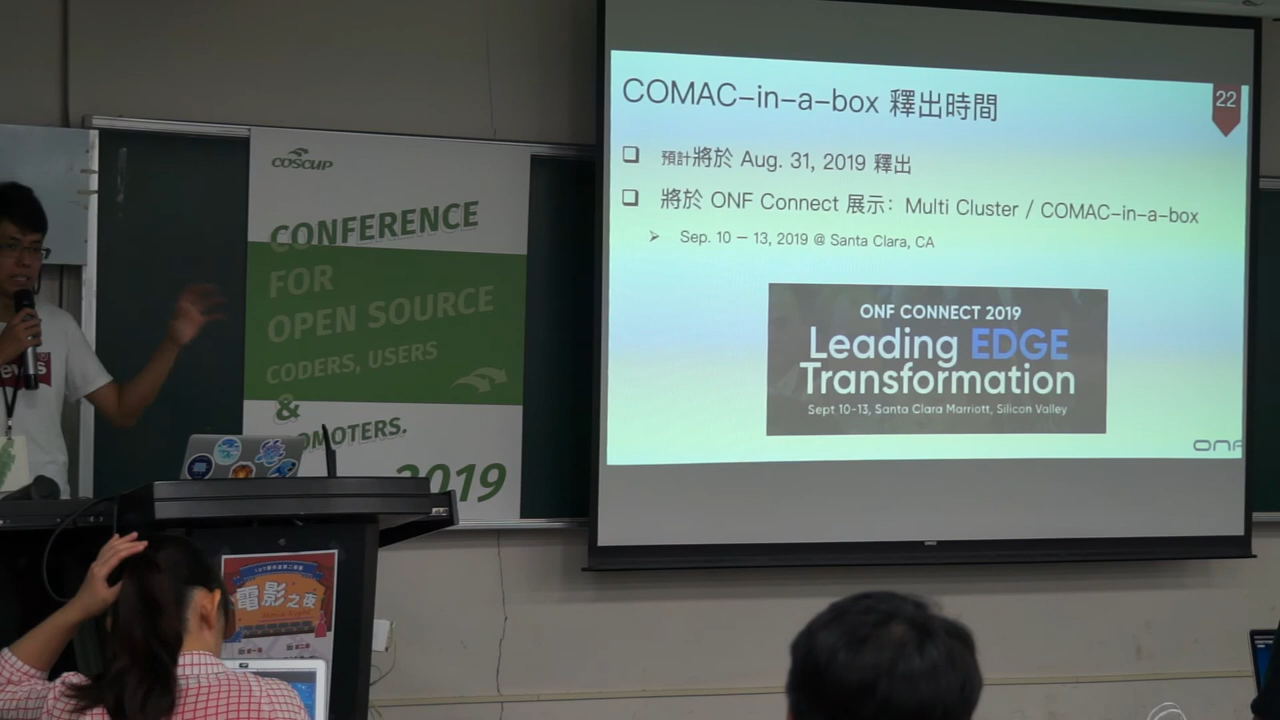 COMAC-in-a-box 釋出時間
22
預計將於 Aug. 31, 2019 釋出
將於 ONF Connect 展示: Multi Cluster / COMAC-in-a-box
Sep. 10 - 13, 2019 @ Santa Clara, CA
ONF CONNECT 2019
Leading EDGE
Transformation
Sept 10-13, Santa Clara Marriott, Silicon Valley
ONF
COSCUP
CONFERENCE
FOR
OPEN SOURCE
CODERS, USERS
&
OMOTERS.
2019
電影之夜